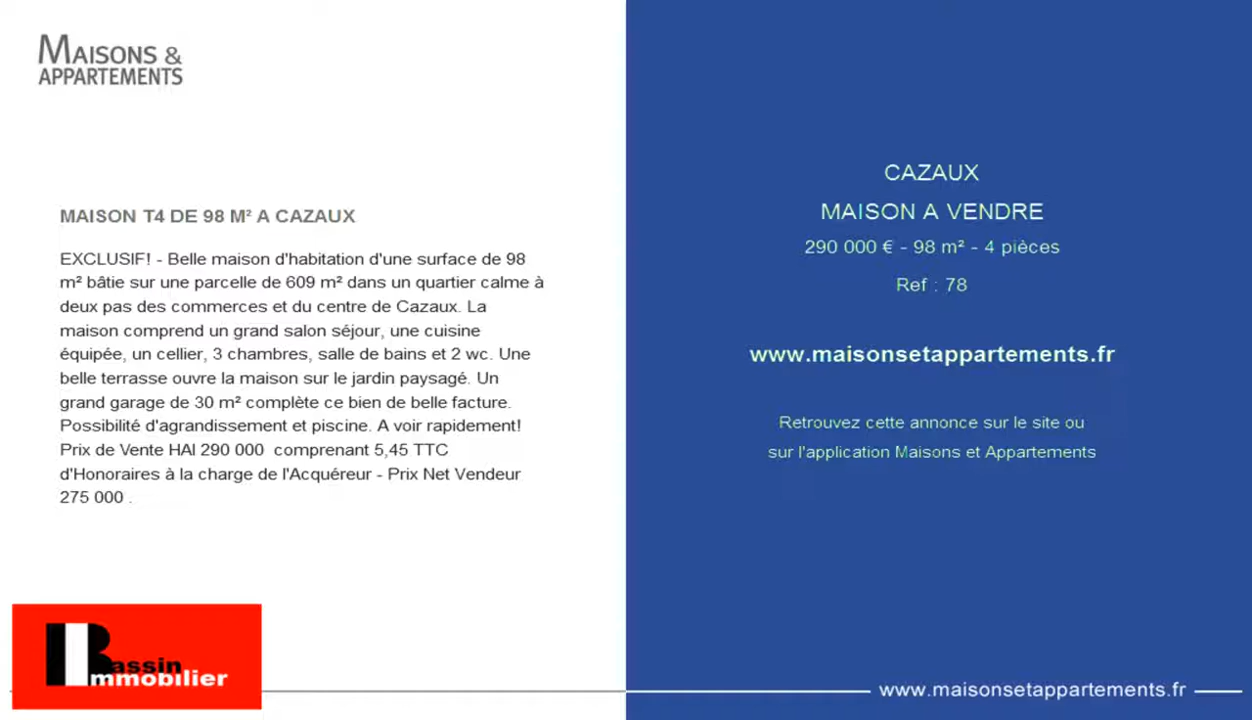 MAISONS &
APPARTEMENTS
MAISON T4 DE 98 M² A CAZAUX
EXCLUSIF! - Belle maison d'habitation d'une surface de 98
m² bâtie sur une parcelle de 609 m² dans un quartier calme à
deux pas des commerces et du centre de Cazaux. La
maison comprend un grand salon séjour, une cuisine
équipée, un cellier, 3 chambres, salle de bains et 2 wc. Une
belle terrasse ouvre la maison sur le jardin paysagé. Un
grand garage de 30 m² complète ce bien de belle facture.
Possibilité d'agrandissement et piscine. A voir rapidement!
Prix de Vente HAI 290 000  comprenant 5,45 TTC
d'Honoraires à la charge de l'Acquéreur - Prix Net Vendeur
275 000 .
Bassin
Immobilier
CAZAUX
MAISON A VENDRE
290 000 € - 98 m² - 4 pièces
Ref : 78
www.maisonsetappartements.fr
Retrouvez cette annonce sur le site ou
sur l'application Maisons et Appartements
www.maisonsetappartements.fr